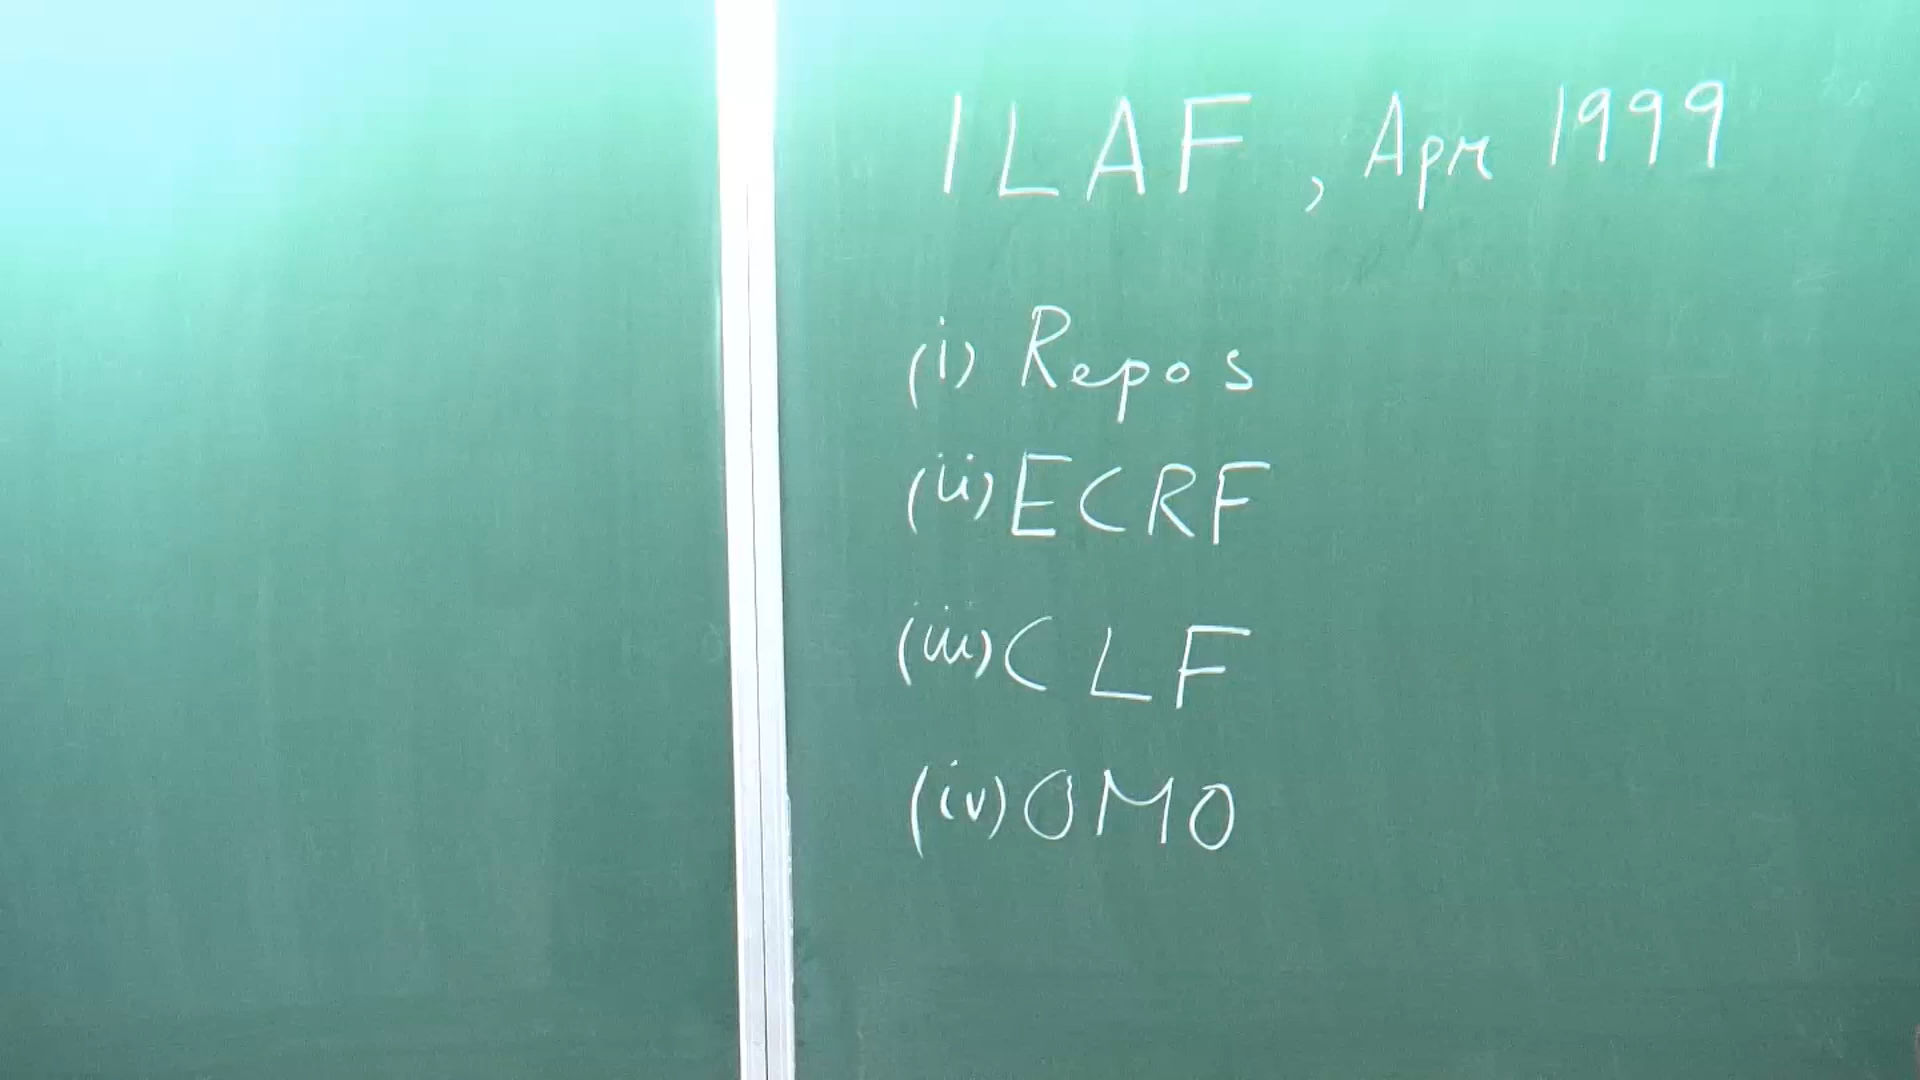 ILAF, Apr 1999
(i) Repos
(ii) ECRF
(iii) CLF
(iv) OMO